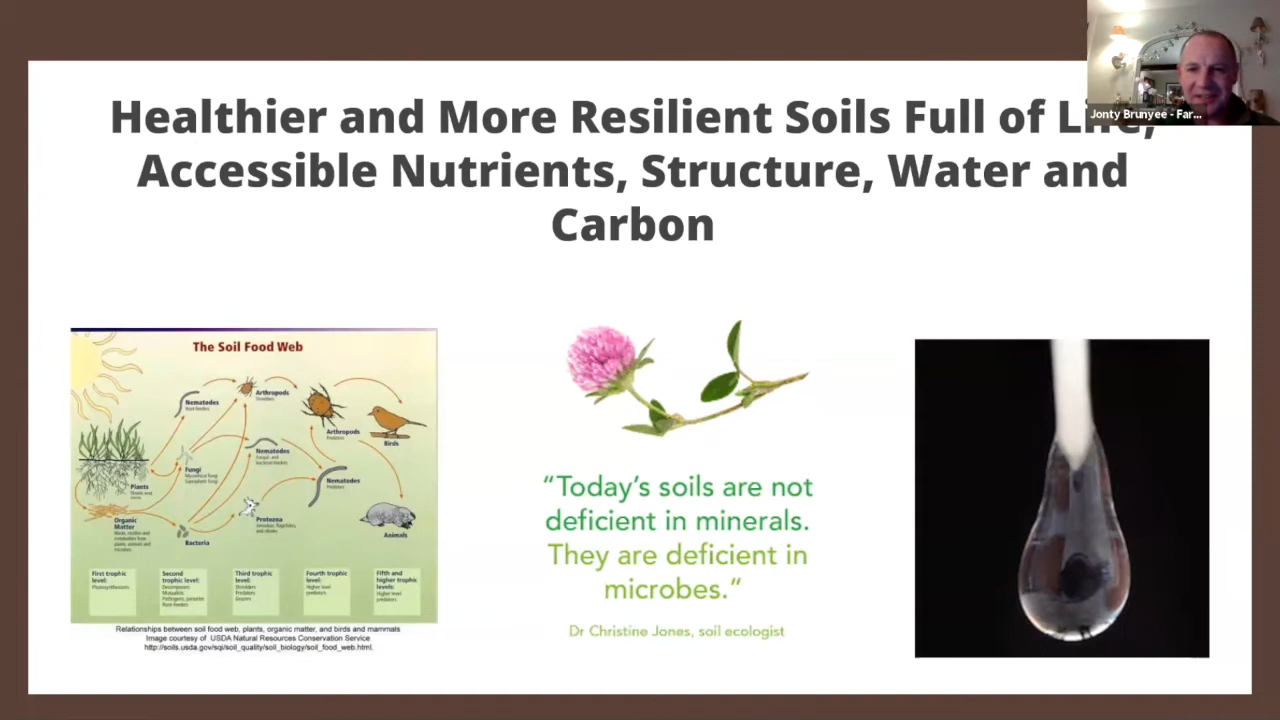 Healthier and More Resilient Soils Full of Life,
Accessible Nutrients, Structure, Water and
Carbon
Jonty Brunyee - Far...
The Soil Food Web
Nematodes
Root-feeders
Arthropods
Shredders
Arthropods
Predators
Birds
Nematodes
Fungal- and
bacterial-feeders
Fungi
Mycorrhizal fungi
Saprophytic fungi
Nematodes
Predators
Plants
Shoots and
roots
Organic
Matter
Waste, residue and
metabolites from
plants, animals and
microbes.
Protozoa
Amoebae, flagellates,
and ciliates
Bacteria
Animals
First trophic
level:
Photosynthesizers
Second
trophic level:
Decomposers
Mutualists
Pathogens, parasites
Root-feeders
Third trophic
level:
Shredders
Predators
Grazers
Fourth trophic
level:
Higher level
predators
Fifth and
higher trophic
levels:
Higher level
predators
Relationships between soil food web, plants, organic matter, and birds and mammals
Image courtesy of USDA Natural Resources Conservation Service
http://soils.usda.gov/sqi/soil_quality/soil_biology/soil_food_web.html.
“Today’s soils are not
deficient in minerals.
They are deficient in
microbes.“
Dr Christine Jones, soil ecologist